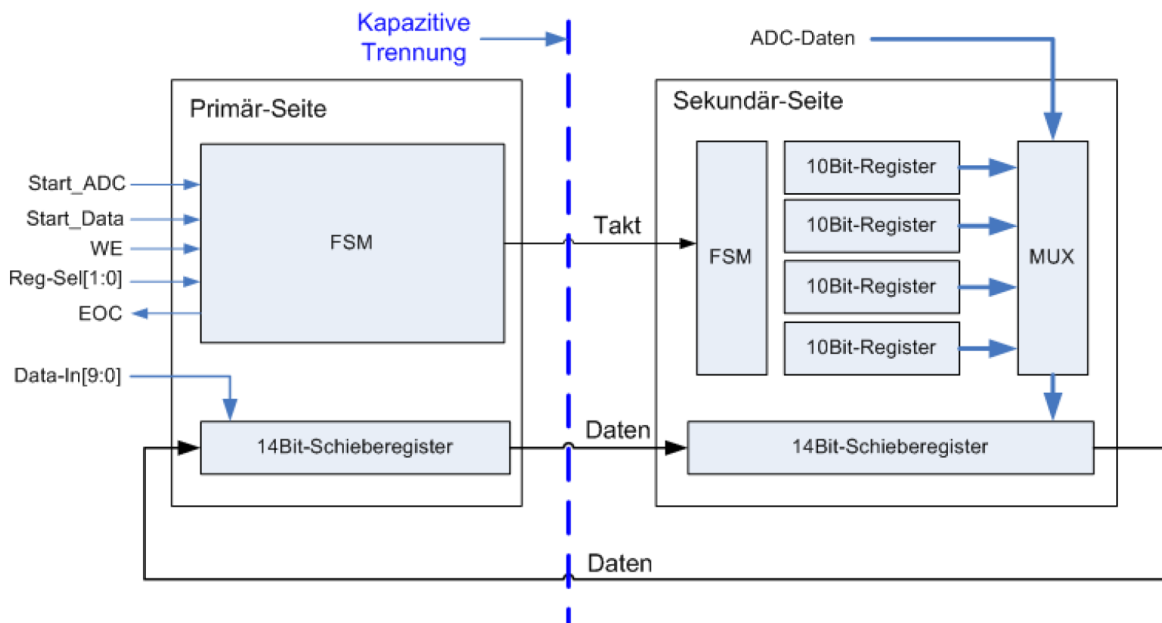 Kapazitive
Trennung
ADC-Daten
Primär-Seite
Sekundär-Seite
Start_ADC
Start_Data
WE
Reg-Sel[1:0]
EOC
FSM
Takt
FSM
10Bit-Register
10Bit-Register
10Bit-Register
10Bit-Register
MUX
Data-In[9:0]
14Bit-Schieberegister
Daten
14Bit-Schieberegister
Daten